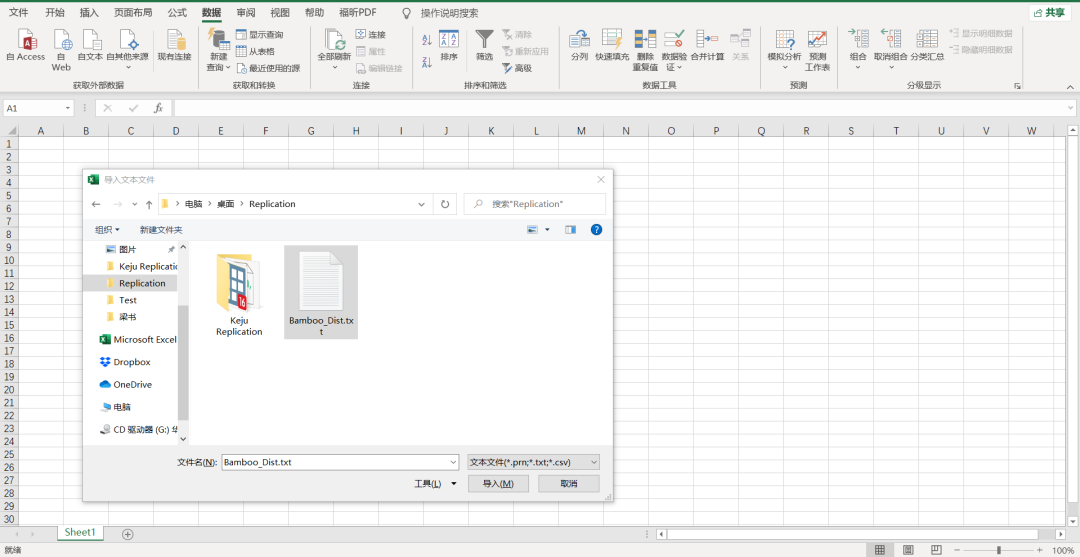 文件 开始 插入 页面布局 公式 数据 审阅 视图 帮助 福昕PDF 操作说明搜索 共享
自 Access 自 Web 自文本 自其他来源 现有连接 新建查询 显示查询 从表格 最近使用的源 全部刷新 连接 属性 编辑链接 排序 筛选 清除 重新应用 高级 分列 快速填充 删除重复值 数据验证 合并计算 关系 模拟分析 预测工作表 组合 取消组合 分类汇总 显示明细数据 隐藏明细数据
获取外部数据 获取和转换 连接 排序和筛选 数据工具 预测 分级显示
A1 fx
A B C D E F G H I J K L M N O P Q R S T U V W
1
2
3
4
5
6
7
8
9
10
11
12
13
14
15
16
17
18
19
20
21
22
23
24
25
26
27
28
29
30
导入文本文件
电脑 桌面 Replication 搜索"Replication"
组织 新建文件夹
图片
Keju Replicatio
Replication
Test
梁书
Microsoft Excel
Dropbox
OneDrive
电脑
CD 驱动器 (G:) 华
Keju
Replication
Bamboo_Dist.tx
t
文件名(N): Bamboo_Dist.txt 文本文件(*.prn;*.txt;*.csv)
工具(L) 导入(M) 取消
Sheet1
就绪 100%